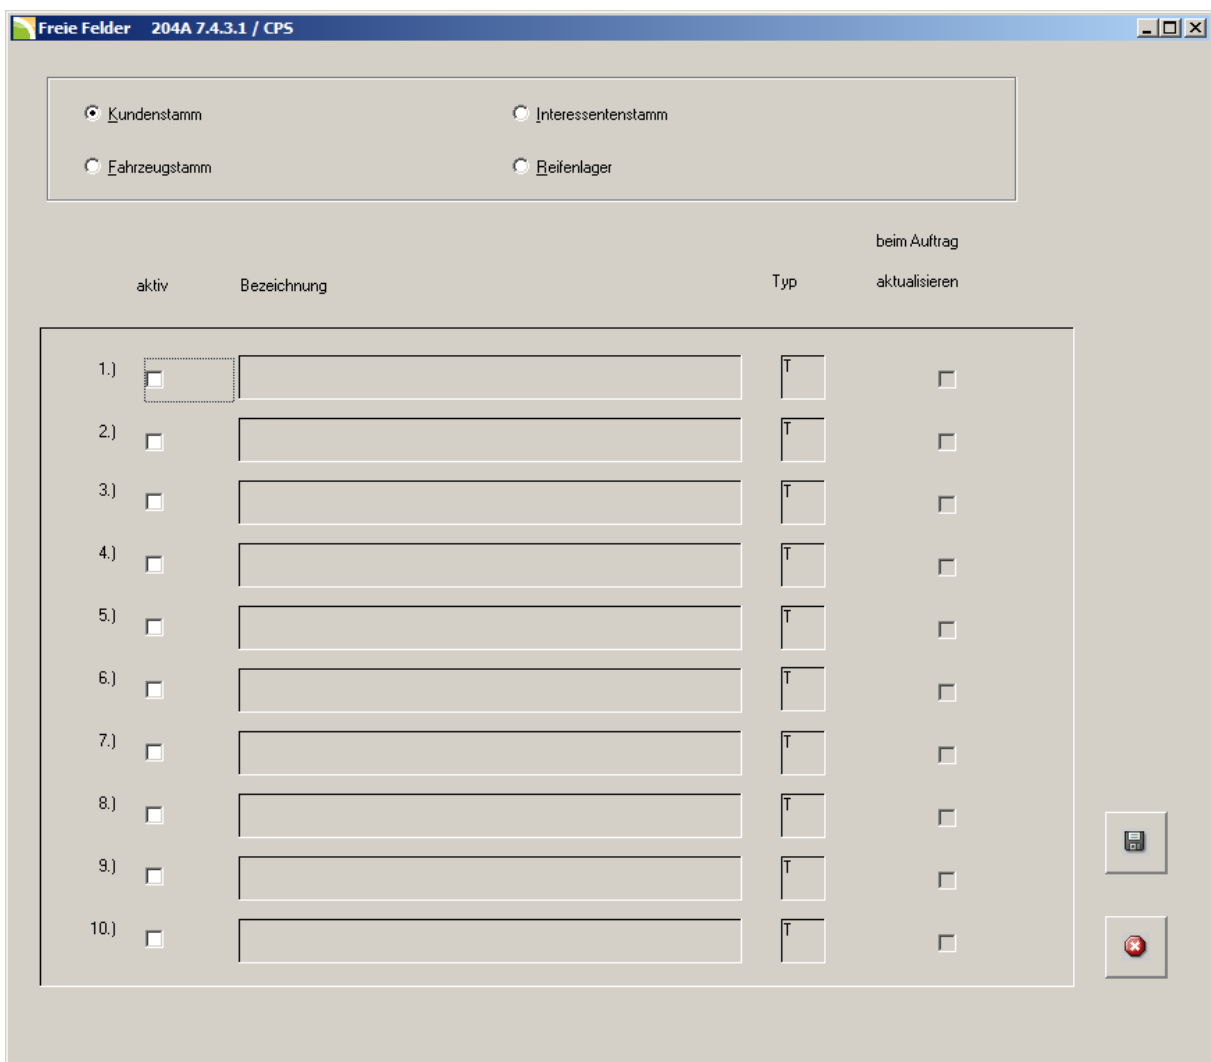 Freie Felder 204A 7.4.3.1 / CPS
Kundenstamm Interessentenstamm
Fahrzeugstamm Reifenlager
beim Auftrag
aktiv Bezeichnung Typ aktualisieren
1.) T
2.) T
3.) T
4.) T
5.) T
6.) T
7.) T
8.) T
9.) T
10.) T